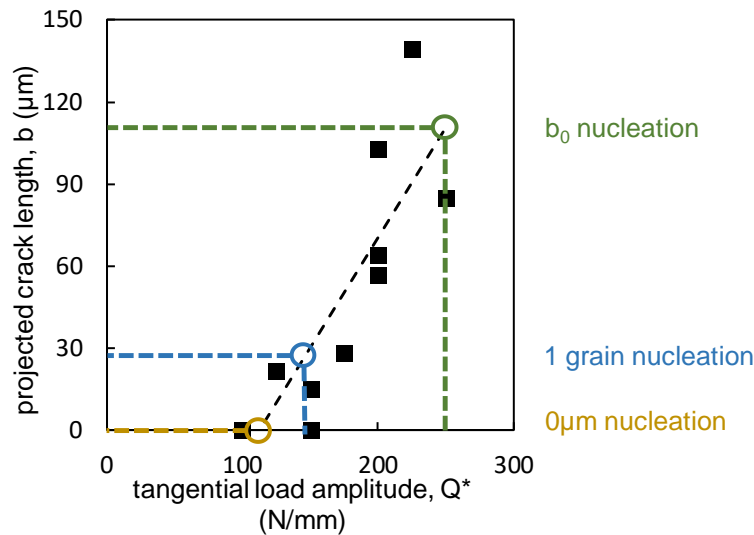 150
120
90
60
30
0
projected crack length, b (µm)
0
100
200
300
tangential load amplitude, Q*
(N/mm)
b₀ nucleation
1 grain nucleation
0µm nucleation